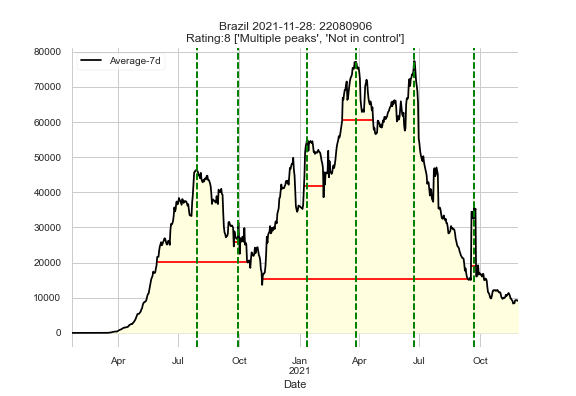 Brazil 2021-11-28: 22080906
Rating:8 ['Multiple peaks', 'Not in control']
Average-7d
80000
70000
60000
50000
40000
30000
20000
10000
0
Apr Jul Oct Jan Apr Jul Oct
2021
Date